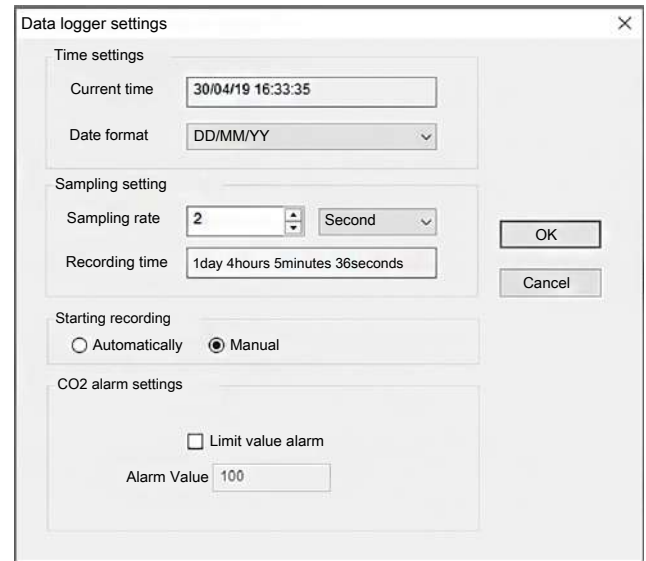 Data logger settings
Time settings
Current time 30/04/19 16:33:35
Date format DD/MM/YY
Sampling setting
Sampling rate 2 Second
Recording time 1day 4hours 5minutes 36seconds
OK
Cancel
Starting recording
Automatically Manual
CO2 alarm settings
Limit value alarm
Alarm Value 100